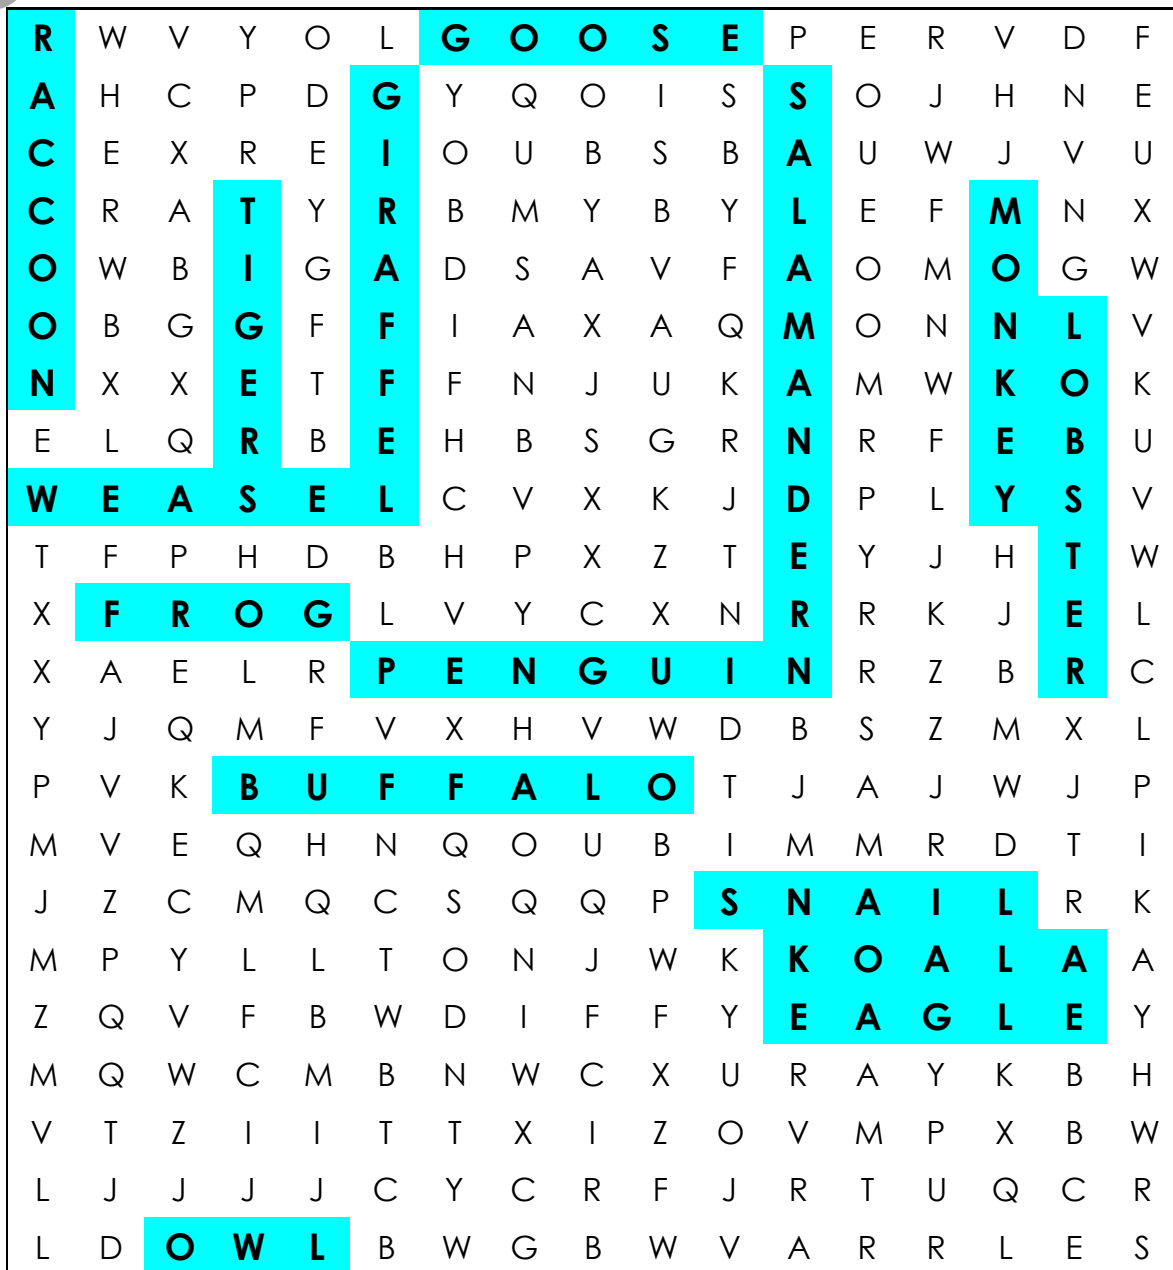 R W V Y O L G O O S E P E R V D F
A H C P D G Y Q O I S S O J H N E
C E X R E I O U B S B A U W J V U
C R A T Y R B M Y B Y L E F M N X
O W B I G A D S A V F A O M O G W
O B G G F F I A X A Q M O N N L V
N X X E T F F N J U K A M W K O K
E L Q R B E H B S G R N R F E B U
W E A S E L C V X K J D P L Y S V
T F P H D B H P X Z T E Y J H T W
X F R O G L V Y C X N R R K J E L
X A E L R P E N G U I N R Z B R C
Y J Q M F V X H V W D B S Z M X L
P V K B U F F A L O T J A J W J P
M V E Q H N Q O U B I M M R D T I
J Z C M Q C S Q Q P S N A I L R K
M P Y L L T O N J W K K O A L A A
Z Q V F B W D I F F Y E A G L E Y
M Q W C M B N W C X U R A Y K B H
V T Z I I T T X I Z O V M P X B W
L J J J J C Y C R F J R T U Q C R
L D O W L B W G B W V A R R L E S